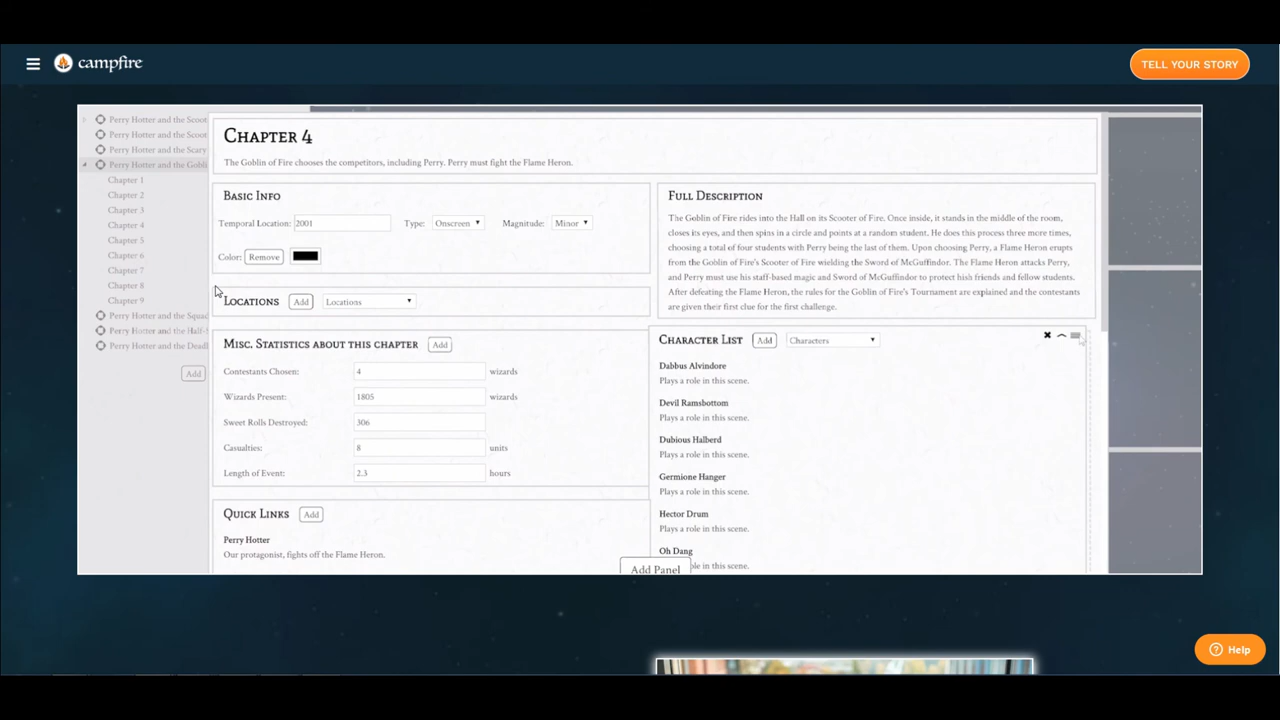 campfire
TELL YOUR STORY
Perry Hotter and the Scoot
Perry Hotter and the Scoot
Perry Hotter and the Scary
Perry Hotter and the Gobli
Chapter 1
Chapter 2
Chapter 3
Chapter 4
Chapter 5
Chapter 6
Chapter 7
Chapter 8
Chapter 9
Perry Hotter and the Squad
Perry Hotter and the Half-S
Perry Hotter and the Deadl
Add
Chapter 4
The Goblin of Fire chooses the competitors, including Perry. Perry must fight the Flame Heron.
Basic Info
Temporal Location: 2001 Type: Onscreen Magnitude: Minor
Color: Remove
Locations Add Locations
Misc. Statistics about this chapter Add
Contestants Chosen: 4 wizards
Wizards Present: 1805 wizards
Sweet Rolls Destroyed: 306
Casualties: 8 units
Length of Event: 2.3 hours
Quick Links Add
Perry Hotter
Our protagonist, fights off the Flame Heron.
Full Description
The Goblin of Fire rides into the Hall on its Scooter of Fire. Once inside, it stands in the middle of the room,
closes its eyes, and then spins in a circle and points at a random student. He does this process three more times,
choosing a total of four students with Perry being the last of them. Upon choosing Perry, a Flame Heron erupts
from the Goblin of Fire's Scooter of Fire wielding the Sword of McGuffindor. The Flame Heron attacks Perry,
and Perry must use his staff-based magic and Sword of McGuffindor to protect hish friends and fellow students.
After defeating the Flame Heron, the rules for the Goblin of Fire's Tournament are explained and the contestants
are given their first clue for the first challenge.
Character List Add Characters
Dabbus Alvindore
Plays a role in this scene.
Devil Ramsbottom
Plays a role in this scene.
Dubious Halberd
Plays a role in this scene.
Germione Hanger
Plays a role in this scene.
Hector Drum
Plays a role in this scene.
Oh Dang
ole in this scene.
Add Panel
Help